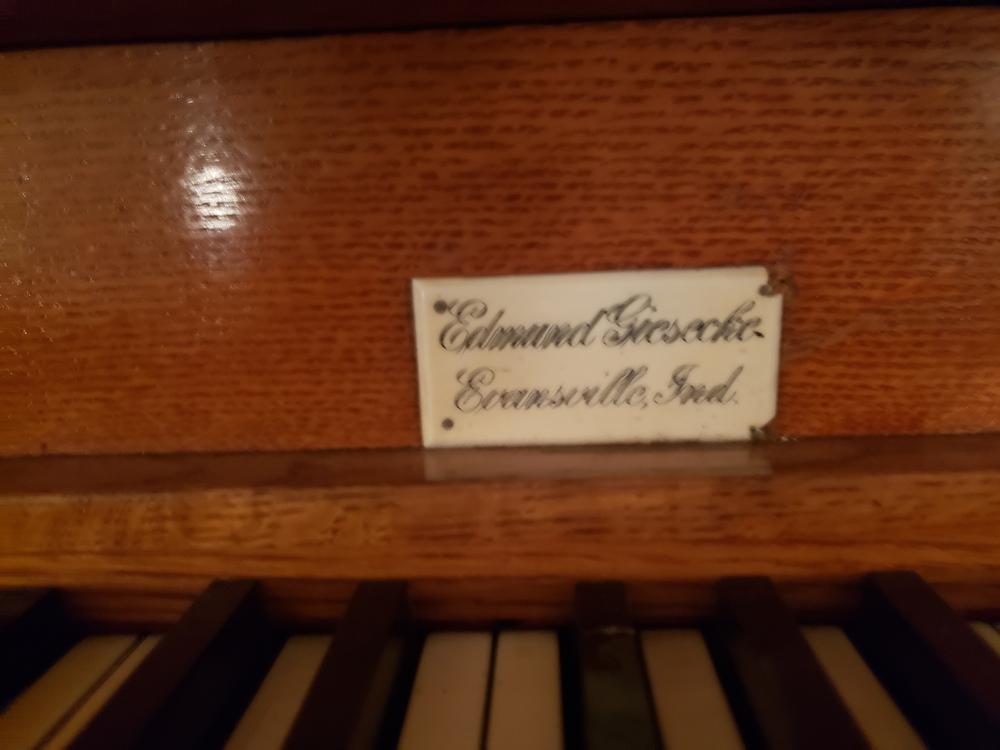 Edmund Giesecke
Evansville, Ind.